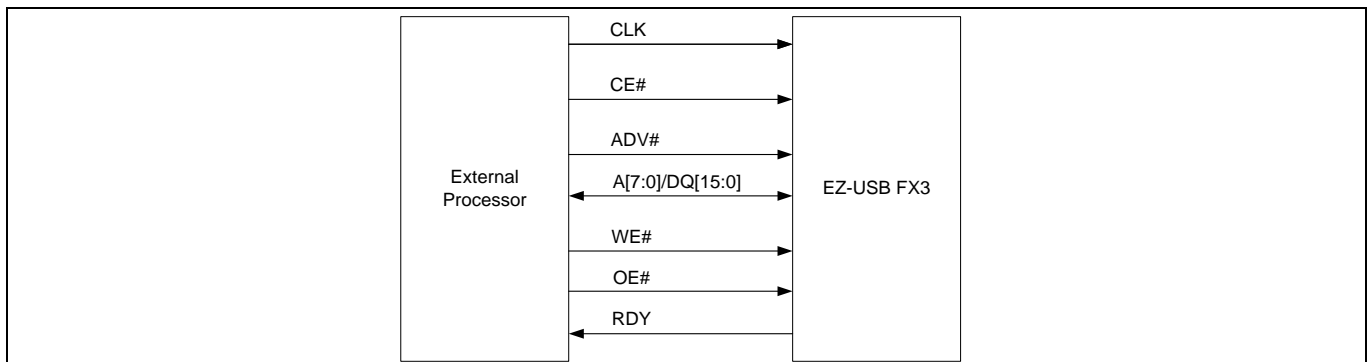 CLK
CE#
ADV#
External
Processor
A[7:0]/DQ[15:0]
EZ-USB FX3
WE#
OE#
RDY